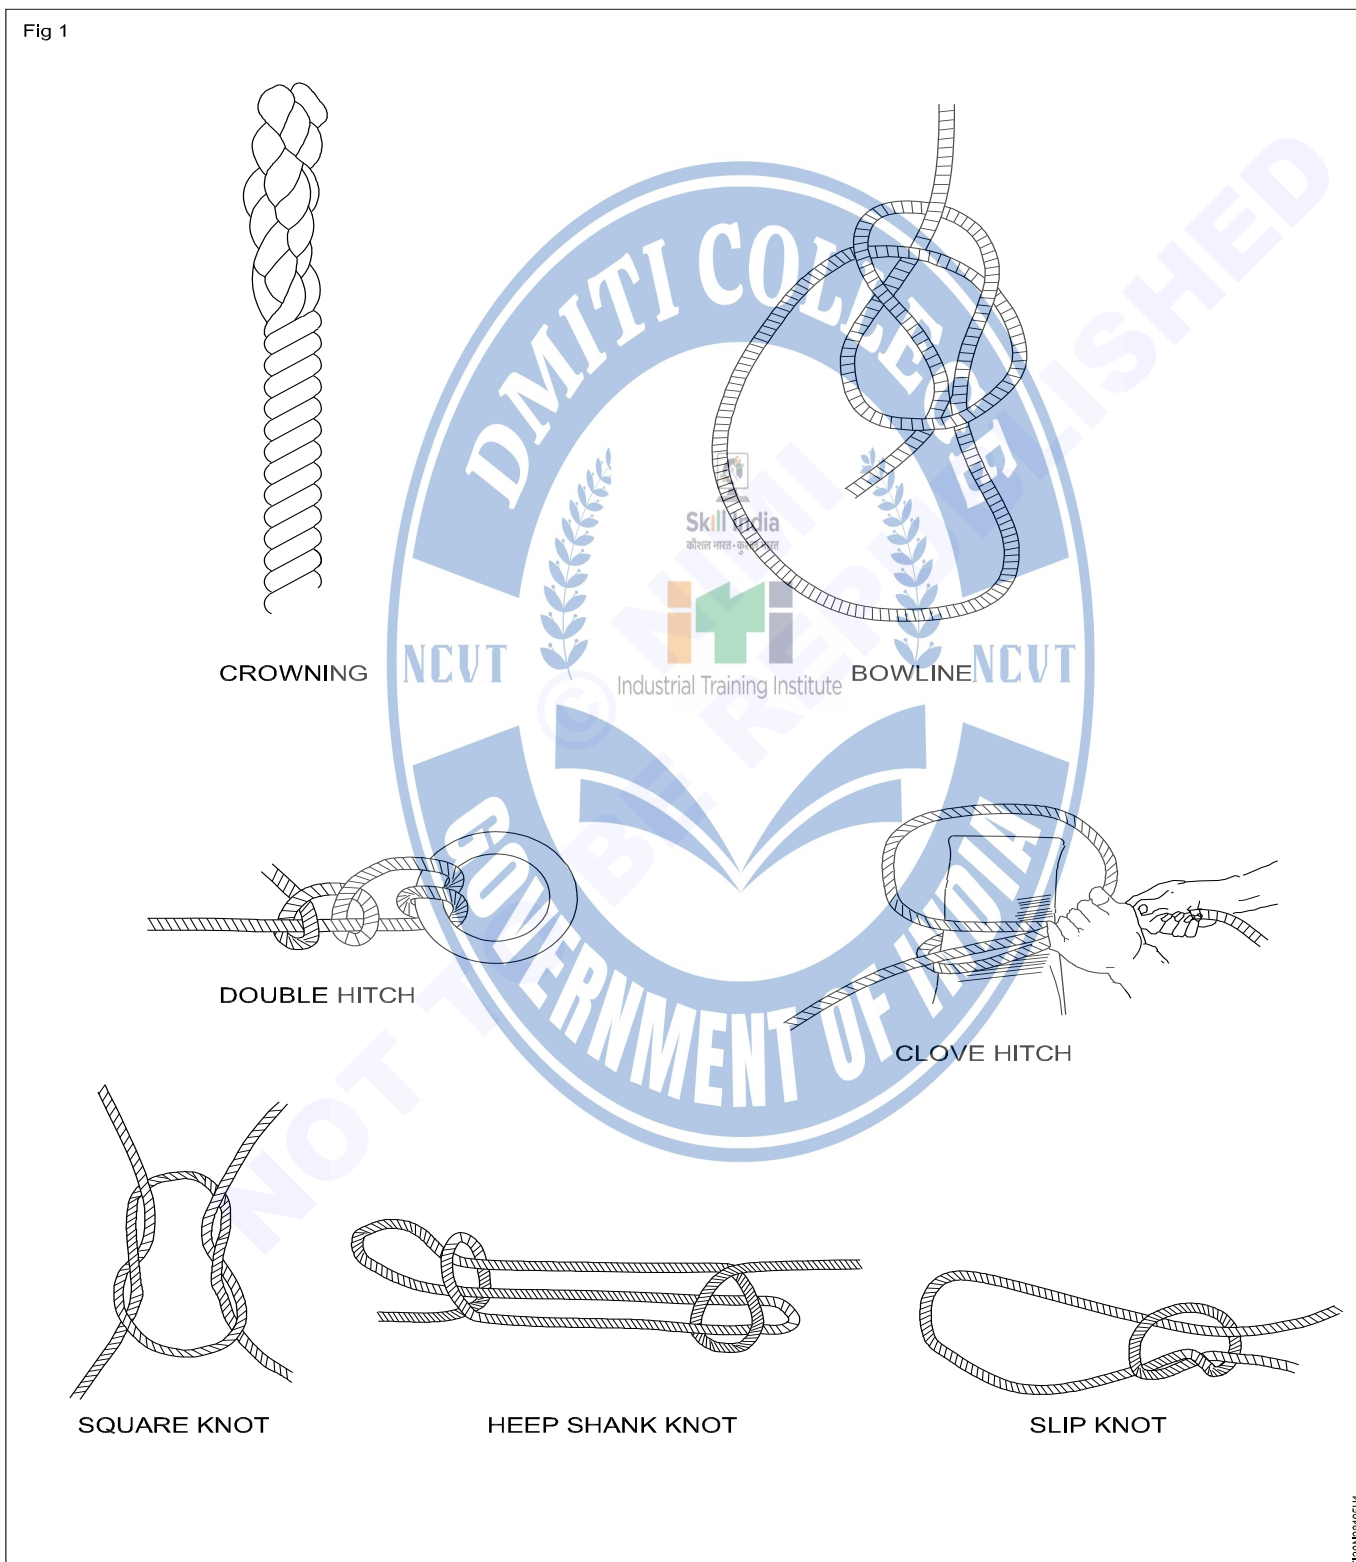 Fig 1
DMITI COLLEGE
Skill India
कौशल भारत-कुशल भारत
Industrial Training Institute
NCVT
NCVT
CROWNING
BOWLINE
© NIMI
NOT TO BE REPUBLISHED
DOUBLE HITCH
CLOVE HITCH
GOVERNMENT OF INDIA
SQUARE KNOT
HEEP SHANK KNOT
SLIP KNOT